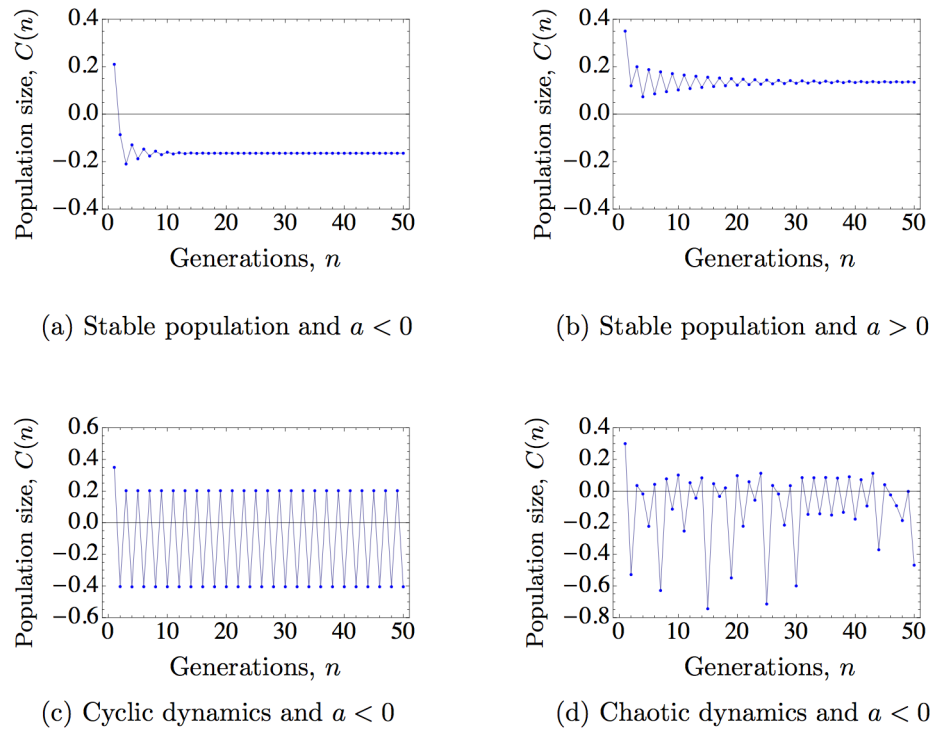 0.4
0.2
0.0
−0.2
−0.4
Population size, C(n)
0 10 20 30 40 50
Generations, n
(a) Stable population and a < 0
0.4
0.2
0.0
−0.2
−0.4
Population size, C(n)
0 10 20 30 40 50
Generations, n
(b) Stable population and a > 0
0.6
0.4
0.2
0.0
−0.2
−0.4
−0.6
Population size, C(n)
0 10 20 30 40 50
Generations, n
(c) Cyclic dynamics and a < 0
0.4
0.2
0.0
−0.2
−0.4
−0.6
−0.8
Population size, C(n)
0 10 20 30 40 50
Generations, n
(d) Chaotic dynamics and a < 0